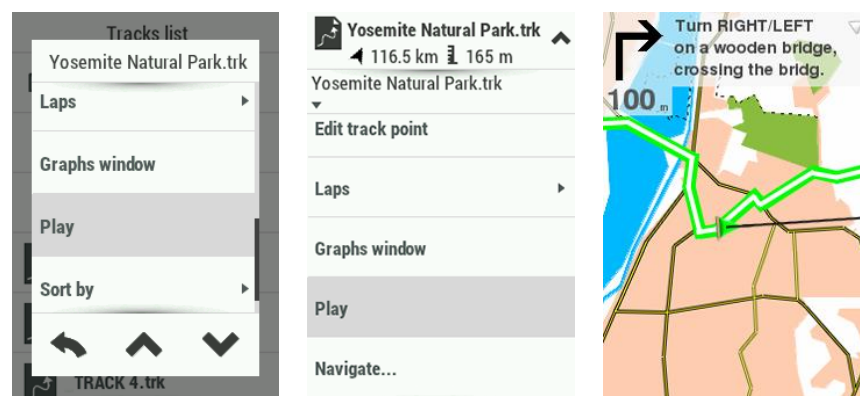 Tracks list
Yosemite Natural Park.trk
Laps
Graphs window
Play
Sort by
TRACK 4.trk
Yosemite Natural Park.trk
116.5 km 165 m
Yosemite Natural Park.trk
Edit track point
Laps
Graphs window
Play
Navigate...
Turn RIGHT/LEFT
on a wooden bridge,
crossing the bridg.
100 m